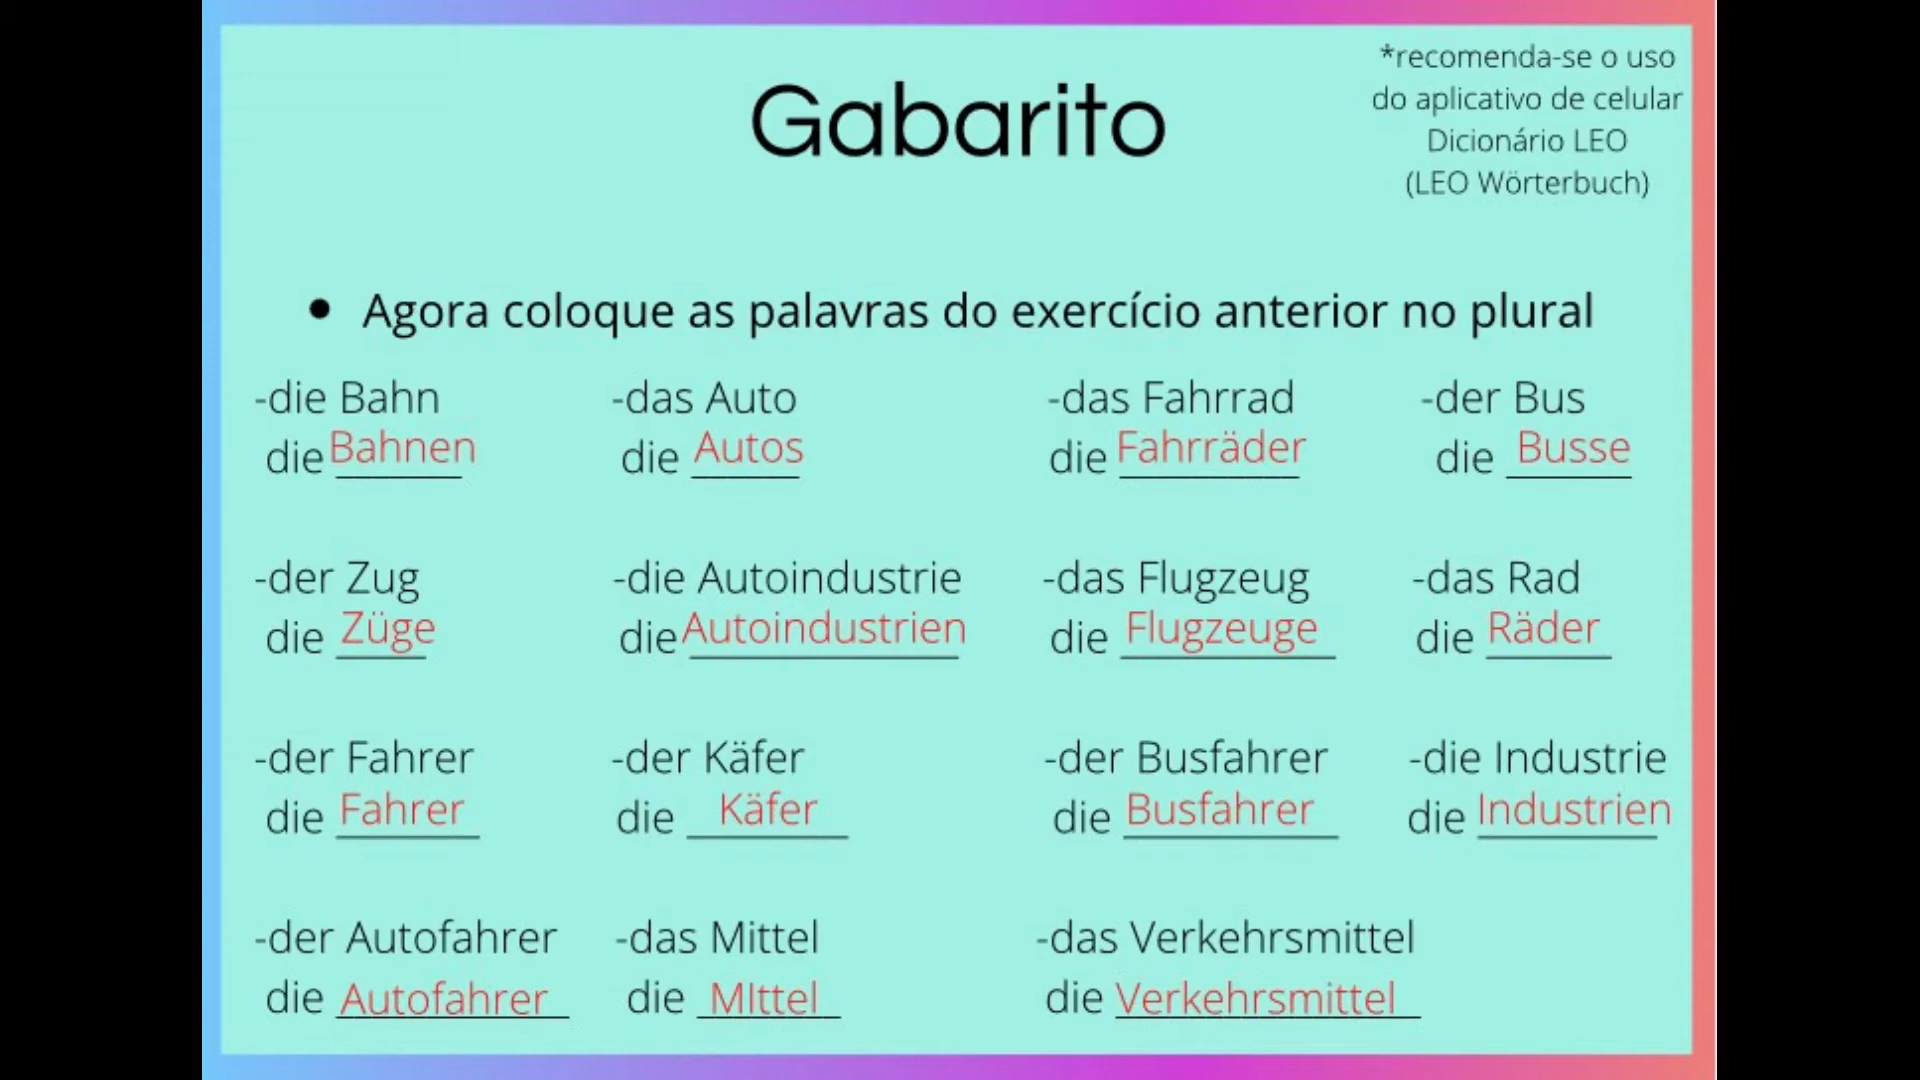 *recomenda-se o uso
do aplicativo de celular
Dicionário LEO
(LEO Wörterbuch)
Gabarito
• Agora coloque as palavras do exercício anterior no plural
-die Bahn -das Auto -das Fahrrad -der Bus
die Bahnen die Autos die Fahrräder die Busse
-der Zug -die Autoindustrie -das Flugzeug -das Rad
die Züge die Autoindustrien die Flugzeuge die Räder
-der Fahrer -der Käfer -der Busfahrer -die Industrie
die Fahrer die Käfer die Busfahrer die Industrien
-der Autofahrer -das Mittel -das Verkehrsmittel
die Autofahrer die MIttel die Verkehrsmittel